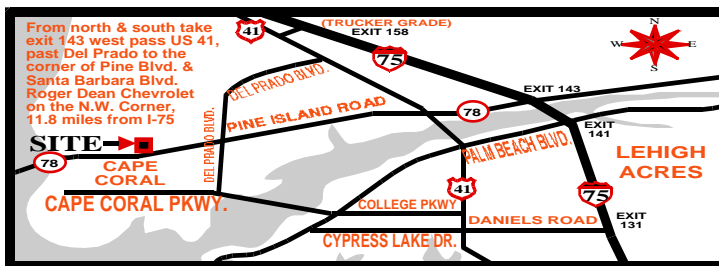 From north & south take
exit 143 west pass US 41,
past Del Prado to the
corner of Pine Blvd. &
Santa Barbara Blvd.
Roger Dean Chevrolet
on the N.W. Corner,
11.8 miles from I-75
(TRUCKER GRADE)
EXIT 158
41
75
N
W E
S
DEL PRADO BLVD.
EXIT 143
PINE ISLAND ROAD
78
DEL PRADO BLVD.
EXIT
141
SITE
78
PALM BEACH BLVD.
LEHIGH
ACRES
CAPE
CORAL
41
75
CAPE CORAL PKWY.
COLLEGE PKWY
DANIELS ROAD
EXIT
131
CYPRESS LAKE DR.